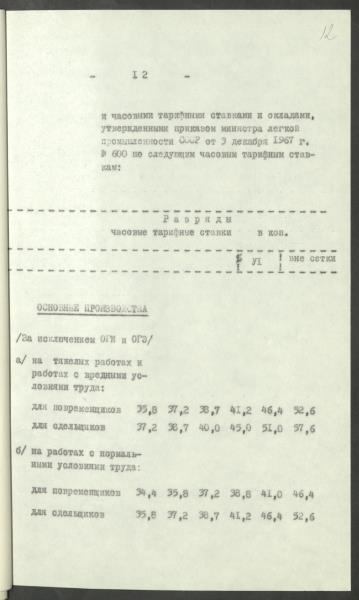 12
- 12 -
и часовыми тарифными ставками и окладами,
утвержденными приказом министра легкой
промышленности СССР от 3 декабря 1967 г.
№ 600 по следующим часовым тарифным став-
кам:
Разряды
часовые тарифные ставки в коп.
! УІ ! вне сетки
ОСНОВНЫЕ ПРОИЗВОДСТВА
/За исключением ОГМ и ОГЭ/
а/ на тяжелых работах и
работах с вредными ус-
ловиями труда:
для повременщиков 35,8 37,2 38,7 41,2 46,4 52,6
для сдельщиков 37,2 38,7 40,0 45,0 51,0 57,6
б/ на работах с нормаль-
ными условиями труда:
для повременщиков 34,4 35,8 37,2 38,8 41,0 46,4
для сдельщиков 35,8 37,2 38,7 41,2 46,4 52,6